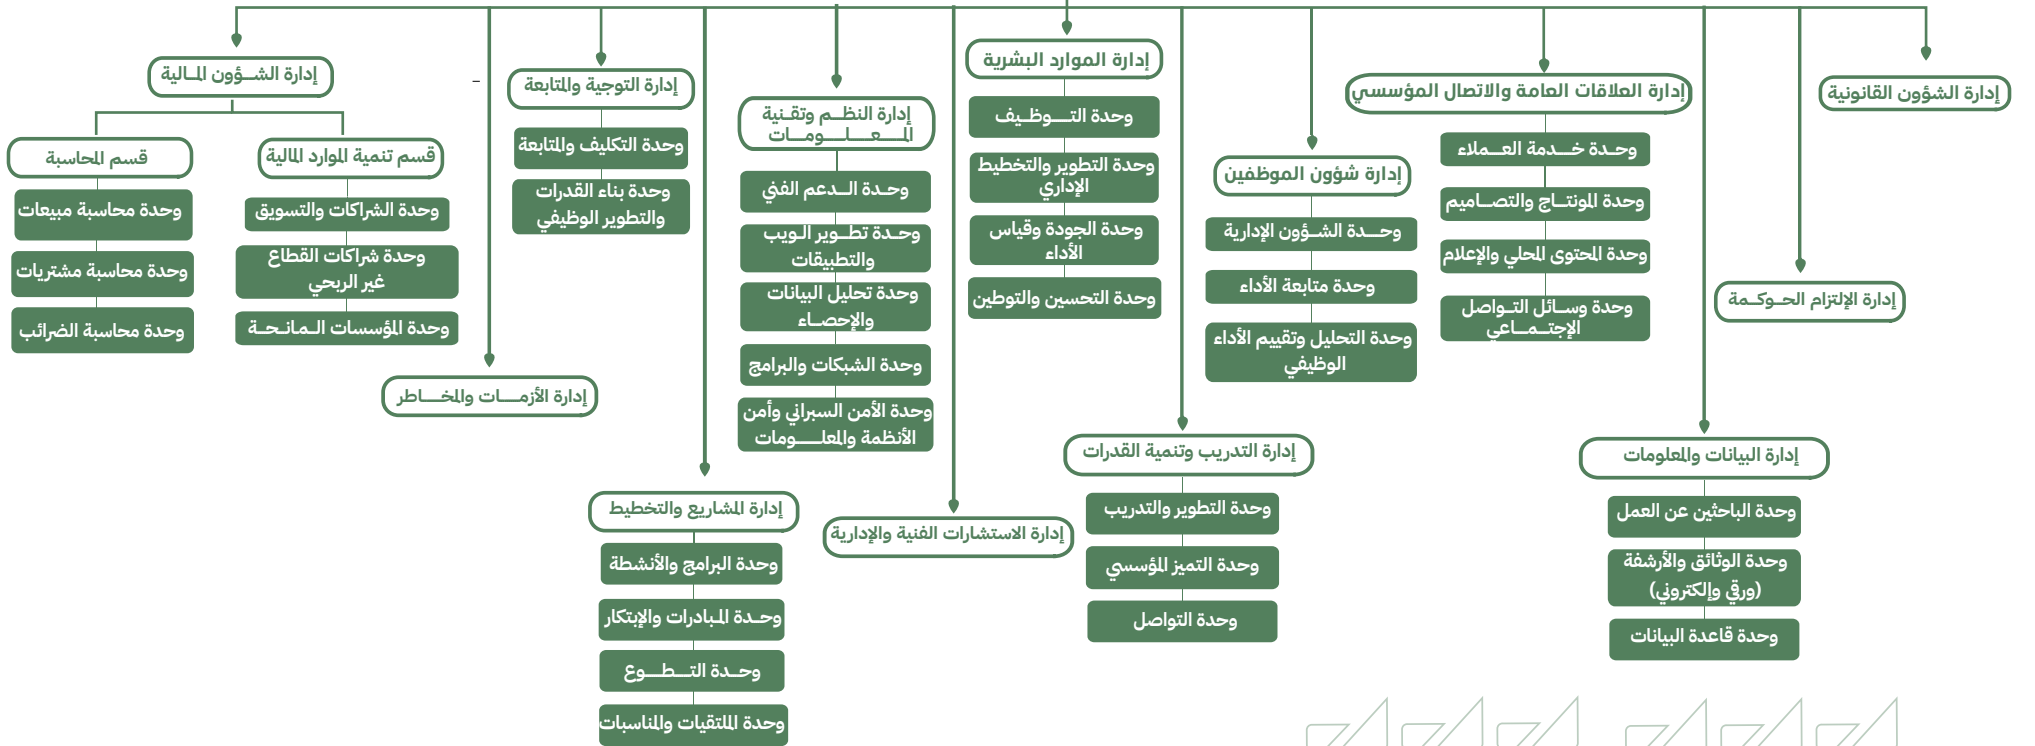 إدارة الشؤون القانونية
إدارة الإلتزام الحوكمة
إدارة البيانات والمعلومات
وحدة الباحثين عن العمل
وحدة الوثائق والأرشفة
(ورقي وإلكتروني)
وحدة قاعدة البيانات
إدارة العلاقات العامة والاتصال المؤسسي
وحدة خدمة العملاء
وحدة المونتاج والتصاميم
وحدة المحتوى المحلي والإعلام
وحدة وسائل التواصل
الإجتماعي
إدارة شؤون الموظفين
وحدة الشؤون الإدارية
وحدة متابعة الأداء
وحدة التحليل وتقييم الأداء
الوظيفي
إدارة التدريب وتنمية القدرات
وحدة التطوير والتدريب
وحدة التميز المؤسسي
وحدة التواصل
إدارة الموارد البشرية
وحدة التوظيف
وحدة التطوير والتخطيط
الإداري
وحدة الجودة وقياس
الأداء
وحدة التحسين والتوطين
إدارة الاستشارات الفنية والإدارية
إدارة النظم وتقنية
المعلومات
وحدة الدعم الفني
وحدة تطوير الويب
والتطبيقات
وحدة تحليل البيانات
والإحصاء
وحدة الشبكات والبرامج
وحدة الأمن السبراني وأمن
الأنظمة والمعلومات
إدارة المشاريع والتخطيط
وحدة البرامج والأنشطة
وحدة المبادرات والإبتكار
وحدة التطوع
وحدة الملتقيات والمناسبات
إدارة التوجية والمتابعة
وحدة التكليف والمتابعة
وحدة بناء القدرات
والتطوير الوظيفي
إدارة الأزمات والمخاطر
إدارة الشؤون المالية
قسم تنمية الموارد المالية
وحدة الشراكات والتسويق
وحدة شراكات القطاع
غير الربحي
وحدة المؤسسات المانحة
قسم المحاسبة
وحدة محاسبة مبيعات
وحدة محاسبة مشتريات
وحدة محاسبة الضرائب